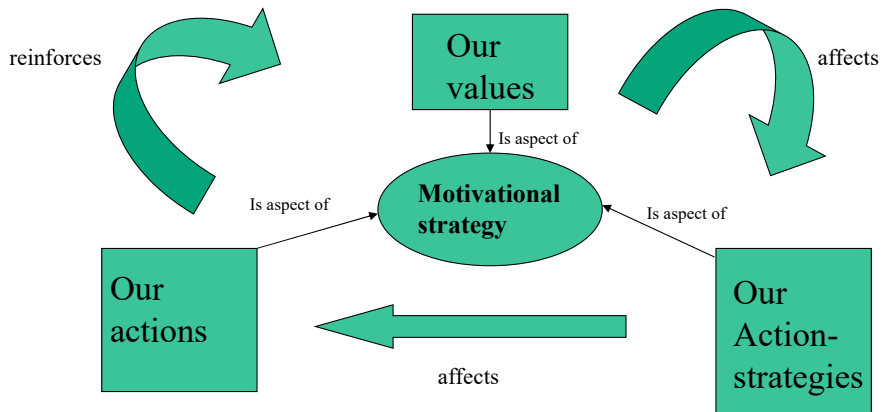 reinforces
Our
values
affects
Is aspect of
Motivational
strategy
Is aspect of
Is aspect of
Our
actions
Our
Action-
strategies
affects